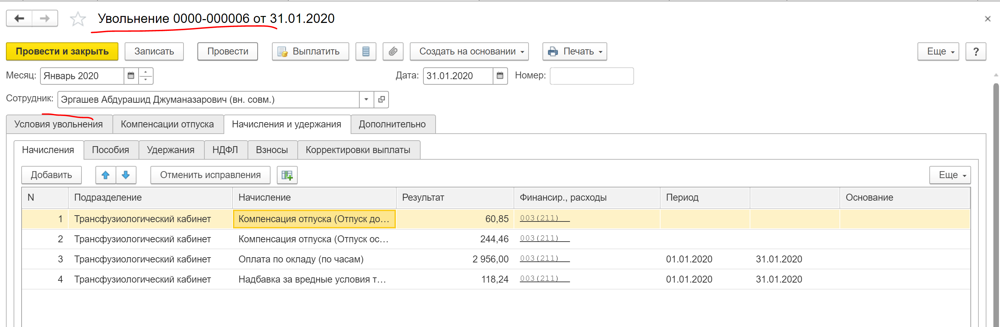 Увольнение 0000-000006 от 31.01.2020
Провести и закрыть Записать Провести Выплатить Создать на основании Печать Еще ?
Месяц: Январь 2020 Дата: 31.01.2020 Номер:
Сотрудник: Эргашев Абдурашид Джуманазарович (вн. совм.)
Условия увольнения Компенсации отпуска Начисления и удержания Дополнительно
Начисления Пособия Удержания НДФЛ Взносы Корректировки выплаты
Добавить Отменить исправления Еще
N Подразделение Начисление Результат Финансир., расходы Период Основание
1 Трансфузиологический кабинет Компенсация отпуска (Отпуск до... 60,85 003(211)
2 Трансфузиологический кабинет Компенсация отпуска (Отпуск ос... 244,46 003(211)
3 Трансфузиологический кабинет Оплата по окладу (по часам) 2 956,00 003(211) 01.01.2020 31.01.2020
4 Трансфузиологический кабинет Надбавка за вредные условия т... 118,24 003(211) 01.01.2020 31.01.2020